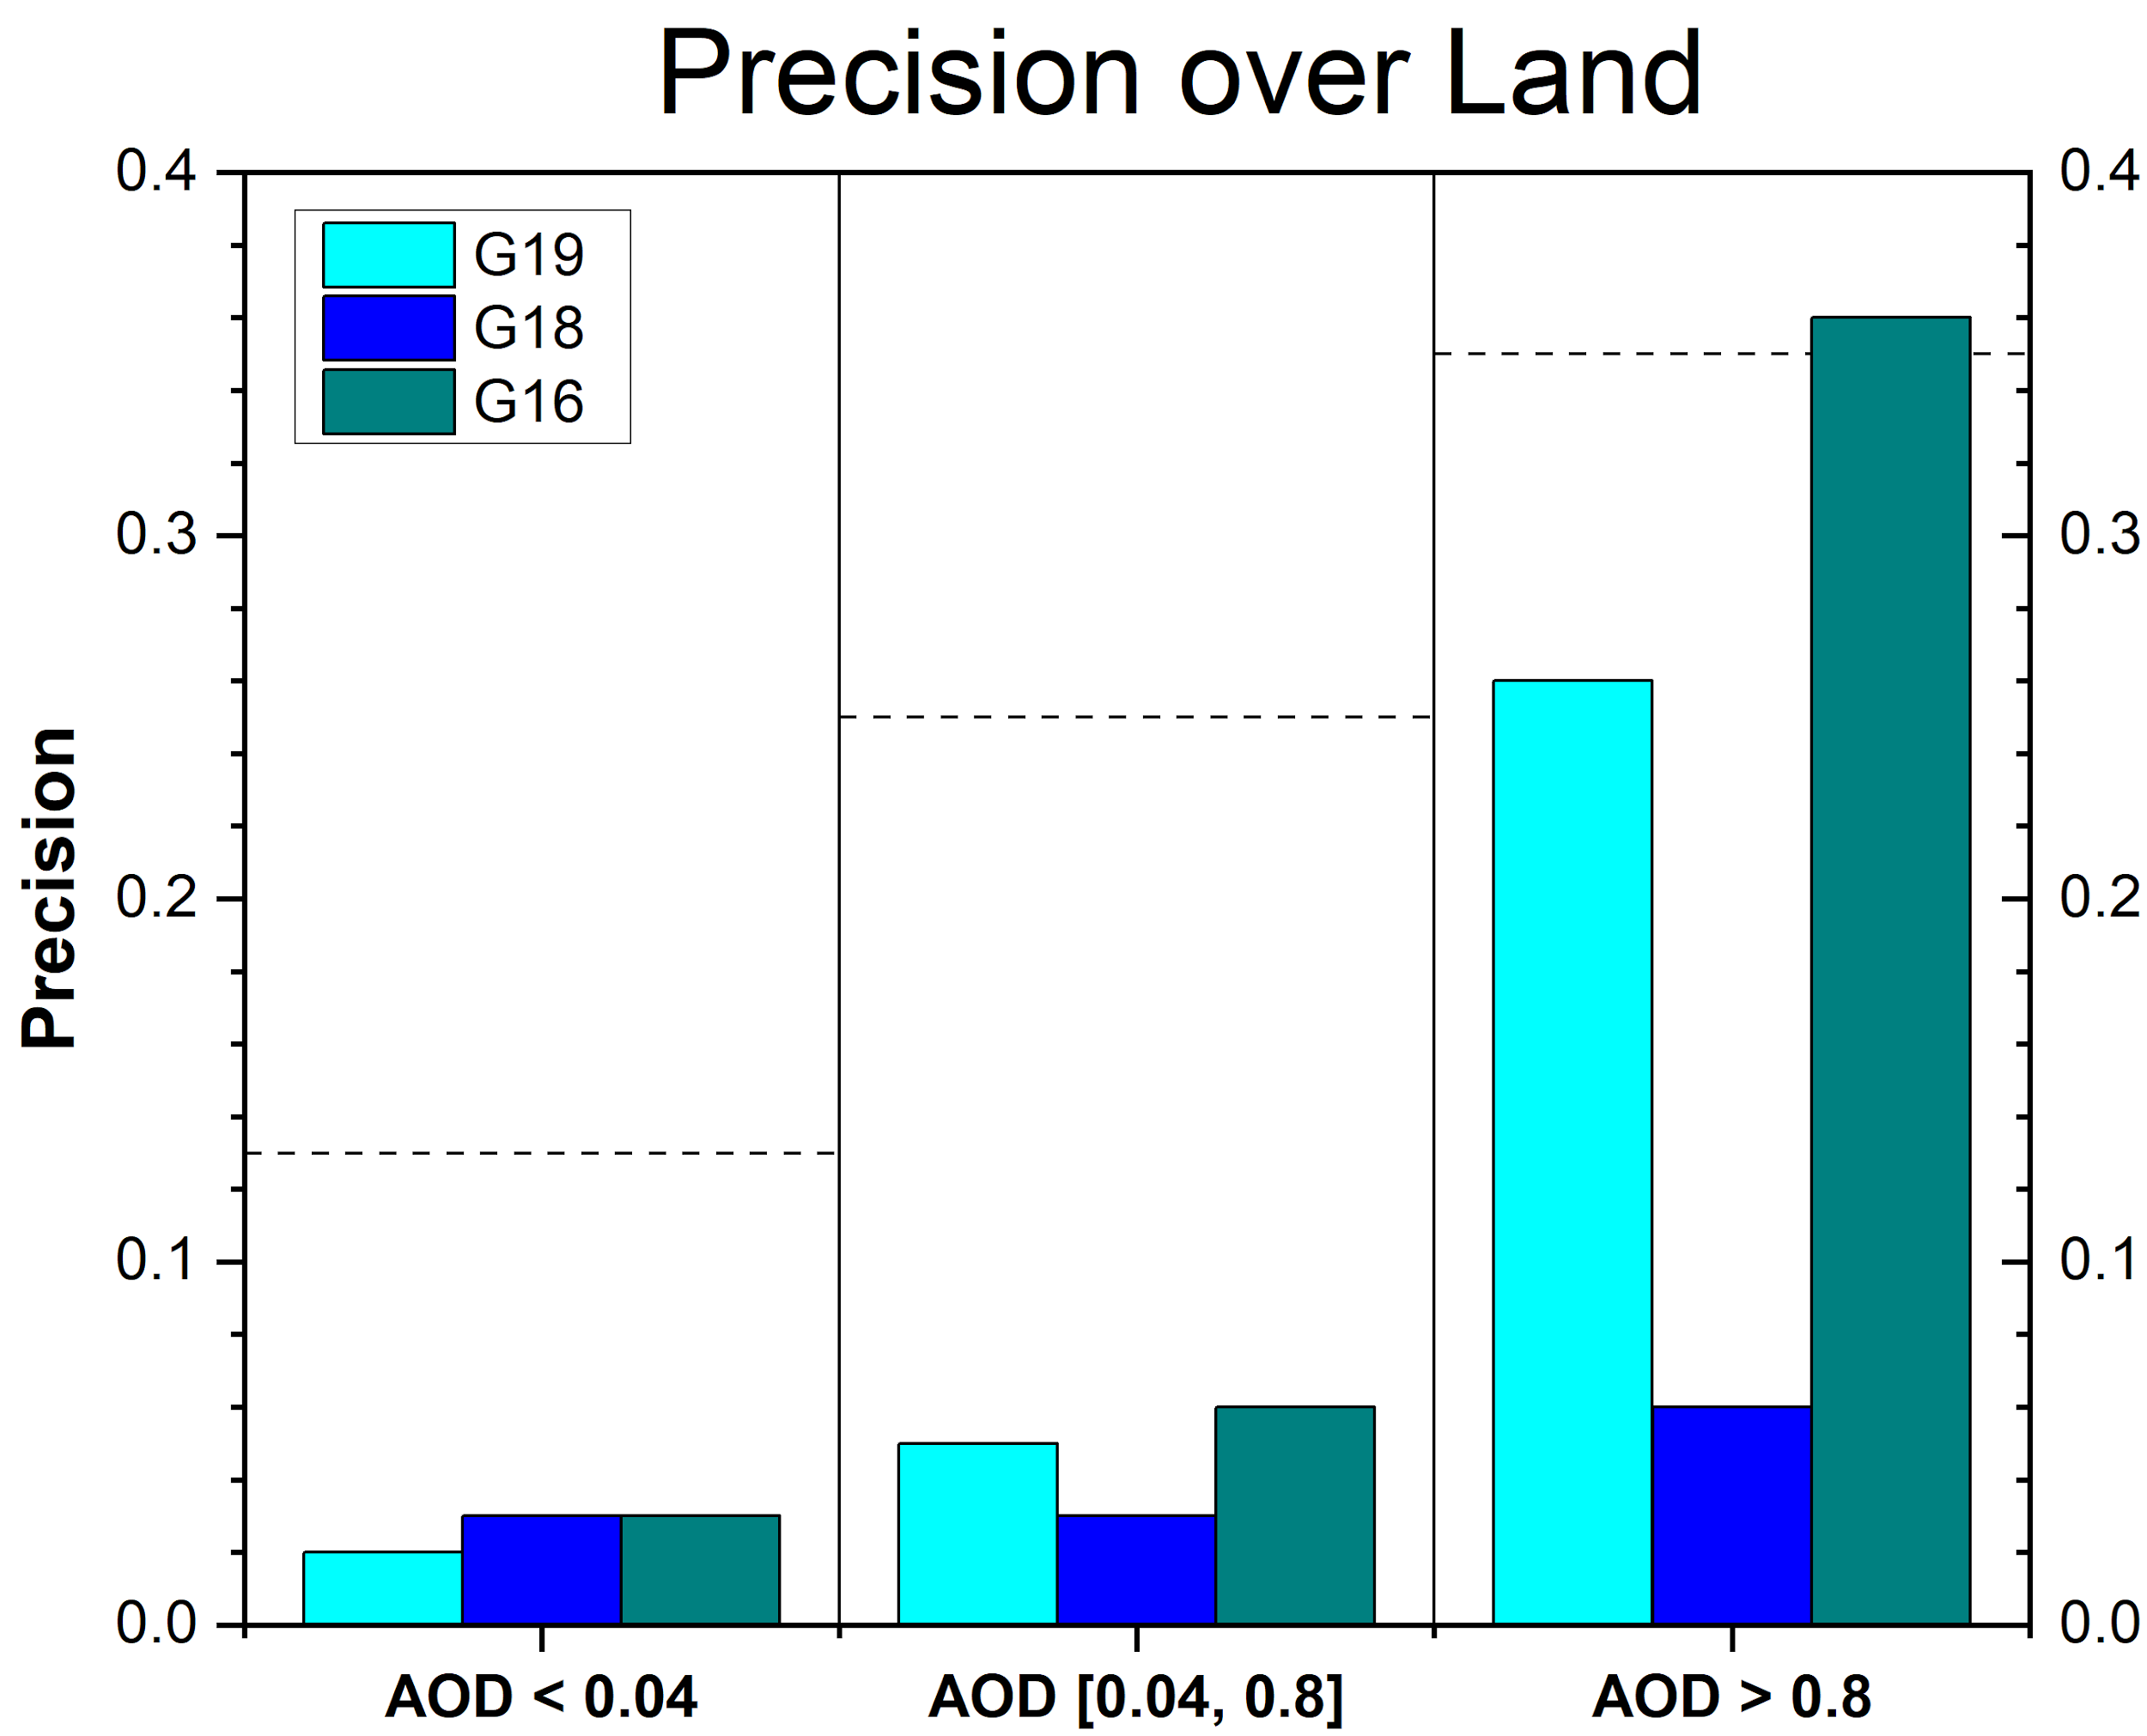 Precision over Land
0.4
0.3
0.2
0.1
0.0
Precision
G19
G18
G16
0.4
0.3
0.2
0.1
0.0
AOD < 0.04
AOD [0.04, 0.8]
AOD > 0.8